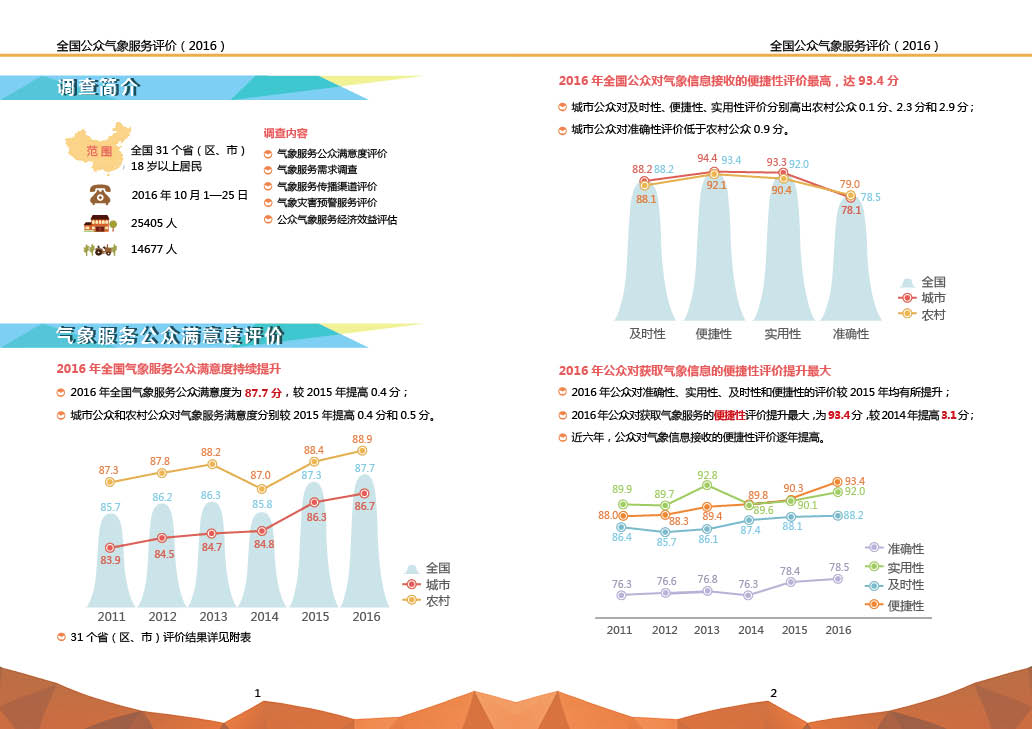 全国公众气象服务评价（2016）
调查简介
范围
全国 31 个省（区、市）
18 岁以上居民
2016 年 10 月 1—25 日
25405 人
14677 人
调查内容
气象服务公众满意度评价
气象服务需求调查
气象服务传播渠道评价
气象灾害预警服务评价
公众气象服务经济效益评估
气象服务公众满意度评价
2016 年全国气象服务公众满意度持续提升
2016 年全国气象服务公众满意度为 87.7 分，较 2015 年提高 0.4 分；
城市公众和农村公众对气象服务满意度分别较 2015 年提高 0.4 分和 0.5 分。
87.3 87.8 88.2 87.0 88.4 88.9
85.7 86.2 86.3 85.8 87.3 87.7
83.9 84.5 84.7 84.8 86.3 86.7
全国
城市
农村
2011 2012 2013 2014 2015 2016
31 个省（区、市）评价结果详见附表
1
全国公众气象服务评价（2016）
2016 年全国公众对气象信息接收的便捷性评价最高，达 93.4 分
城市公众对及时性、便捷性、实用性评价分别高出农村公众 0.1 分、2.3 分和 2.9 分；
城市公众对准确性评价低于农村公众 0.9 分。
88.2 88.2 94.4 93.4 93.3 92.0 79.0
88.1 92.1 90.4 78.1 78.5
全国
城市
农村
及时性 便捷性 实用性 准确性
2016 年公众对获取气象信息的便捷性评价提升最大
2016 年公众对准确性、实用性、及时性和便捷性的评价较 2015 年均有所提升；
2016 年公众对获取气象服务的便捷性评价提升最大，为 93.4 分，较 2014 年提高 3.1 分；
近六年，公众对气象信息接收的便捷性评价逐年提高。
89.9 89.7 92.8 89.8 90.3 93.4
88.0 88.3 89.4 89.6 90.1 92.0
86.4 85.7 86.1 87.4 88.1 88.2
76.3 76.6 76.8 76.3 78.4 78.5
准确性
实用性
及时性
便捷性
2011 2012 2013 2014 2015 2016
2